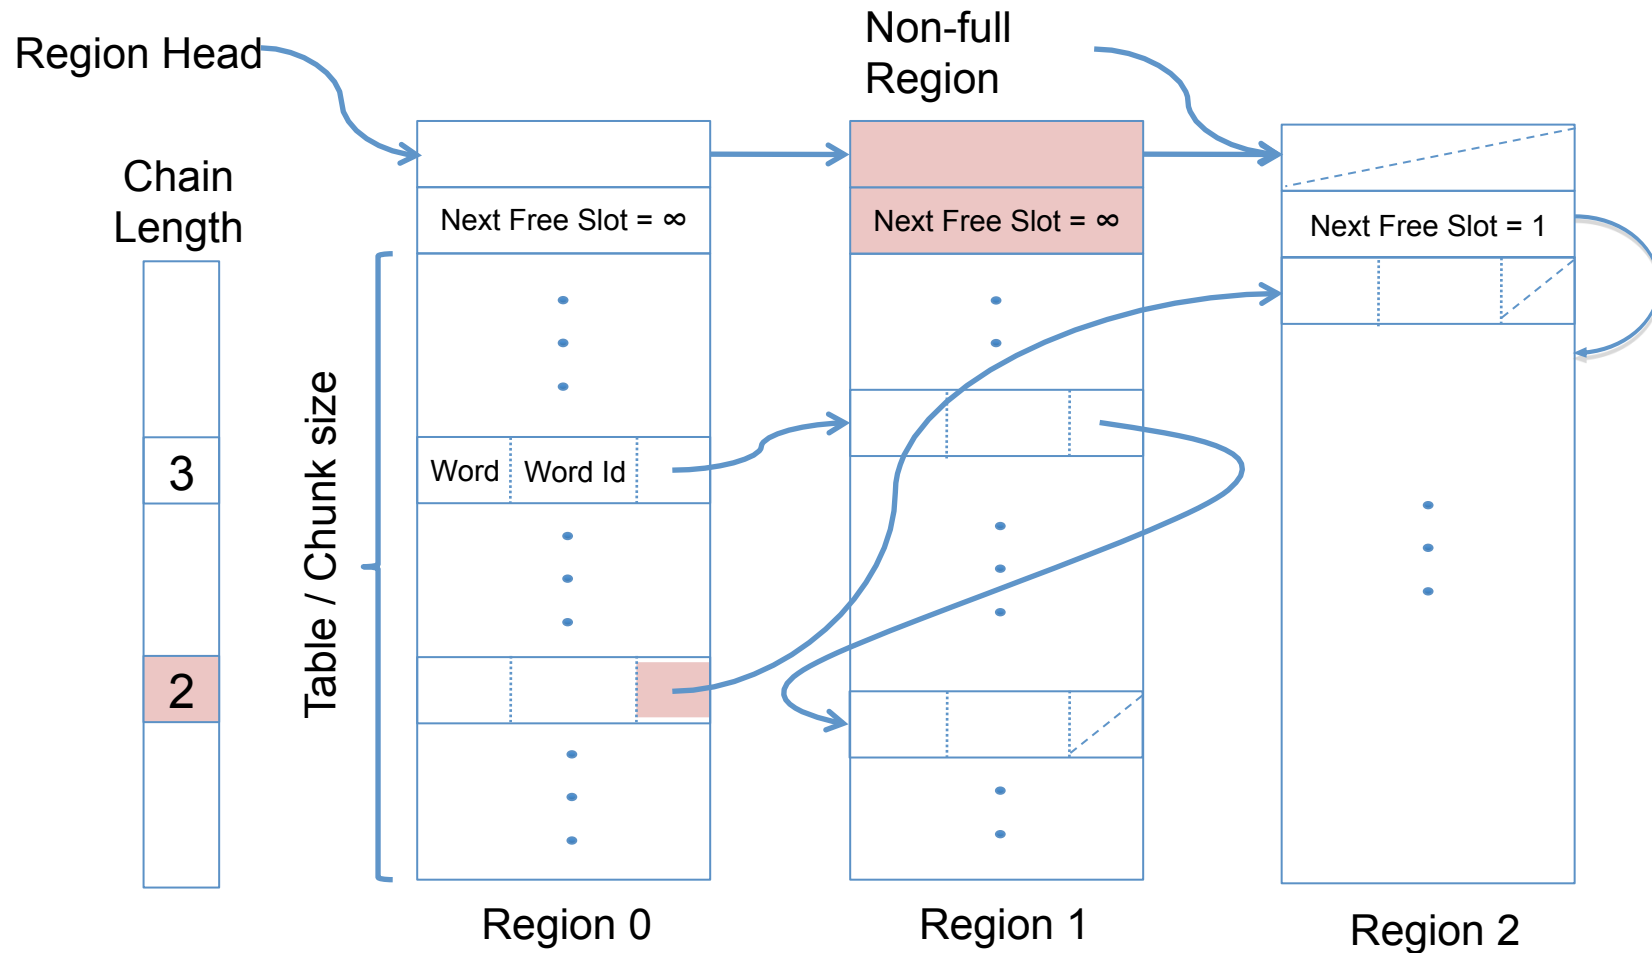 Region Head
Non-full
Region
Chain
Length
3
2
Table / Chunk size
Next Free Slot = ∞
Word
Word Id
Region 0
Next Free Slot = ∞
Region 1
Next Free Slot = 1
Region 2